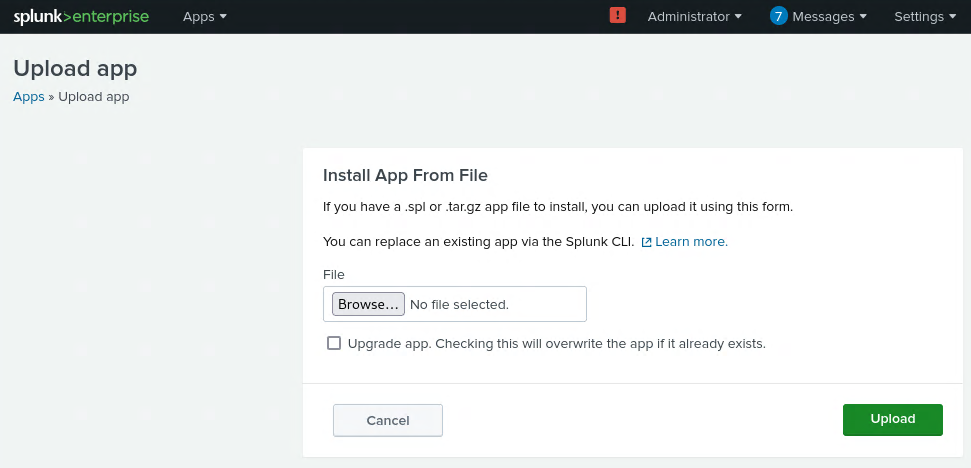 splunk>enterprise Apps ▾ ! Administrator ▾ 7 Messages ▾ Settings ▾
Upload app
Apps » Upload app
Install App From File
If you have a .spl or .tar.gz app file to install, you can upload it using this form.
You can replace an existing app via the Splunk CLI. Learn more.
File
Browse... No file selected.
Upgrade app. Checking this will overwrite the app if it already exists.
Cancel Upload